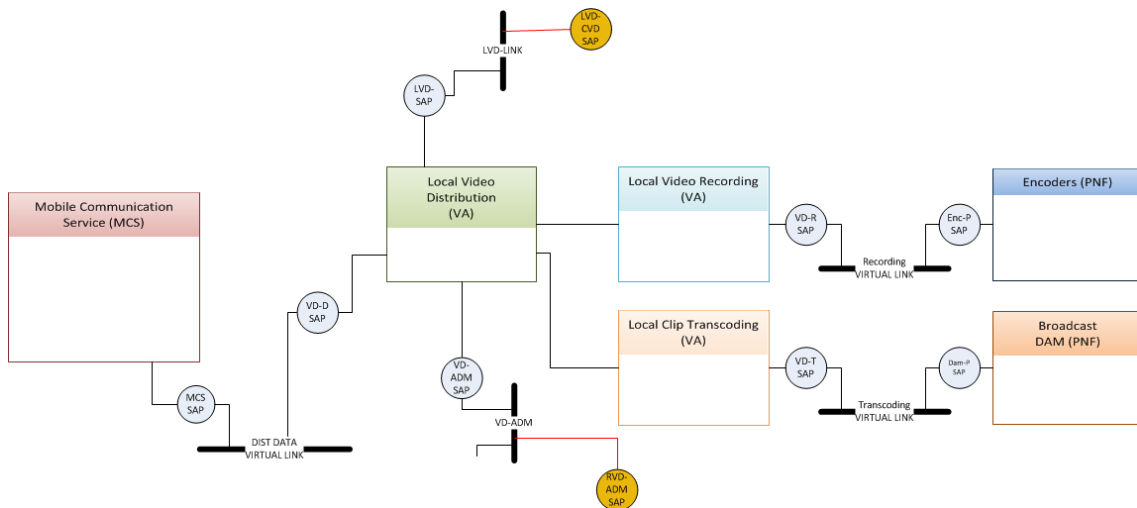 LVD-
CVD
SAP
LVD-LINK
LVD-
SAP
Local Video
Distribution
(VA)
Local Video Recording
(VA)
Encoders (PNF)
Mobile Communication
Service (MCS)
VD-R
SAP
Enc-P
SAP
Recording
VIRTUAL LINK
VD-D
SAP
Local Clip Transcoding
(VA)
Broadcast
DAM (PNF)
VD-
ADM
SAP
VD-T
SAP
Dam-P
SAP
MCS
SAP
Transcoding
VIRTUAL LINK
VD-ADM
DIST DATA
VIRTUAL LINK
RVD-
ADM
SAP